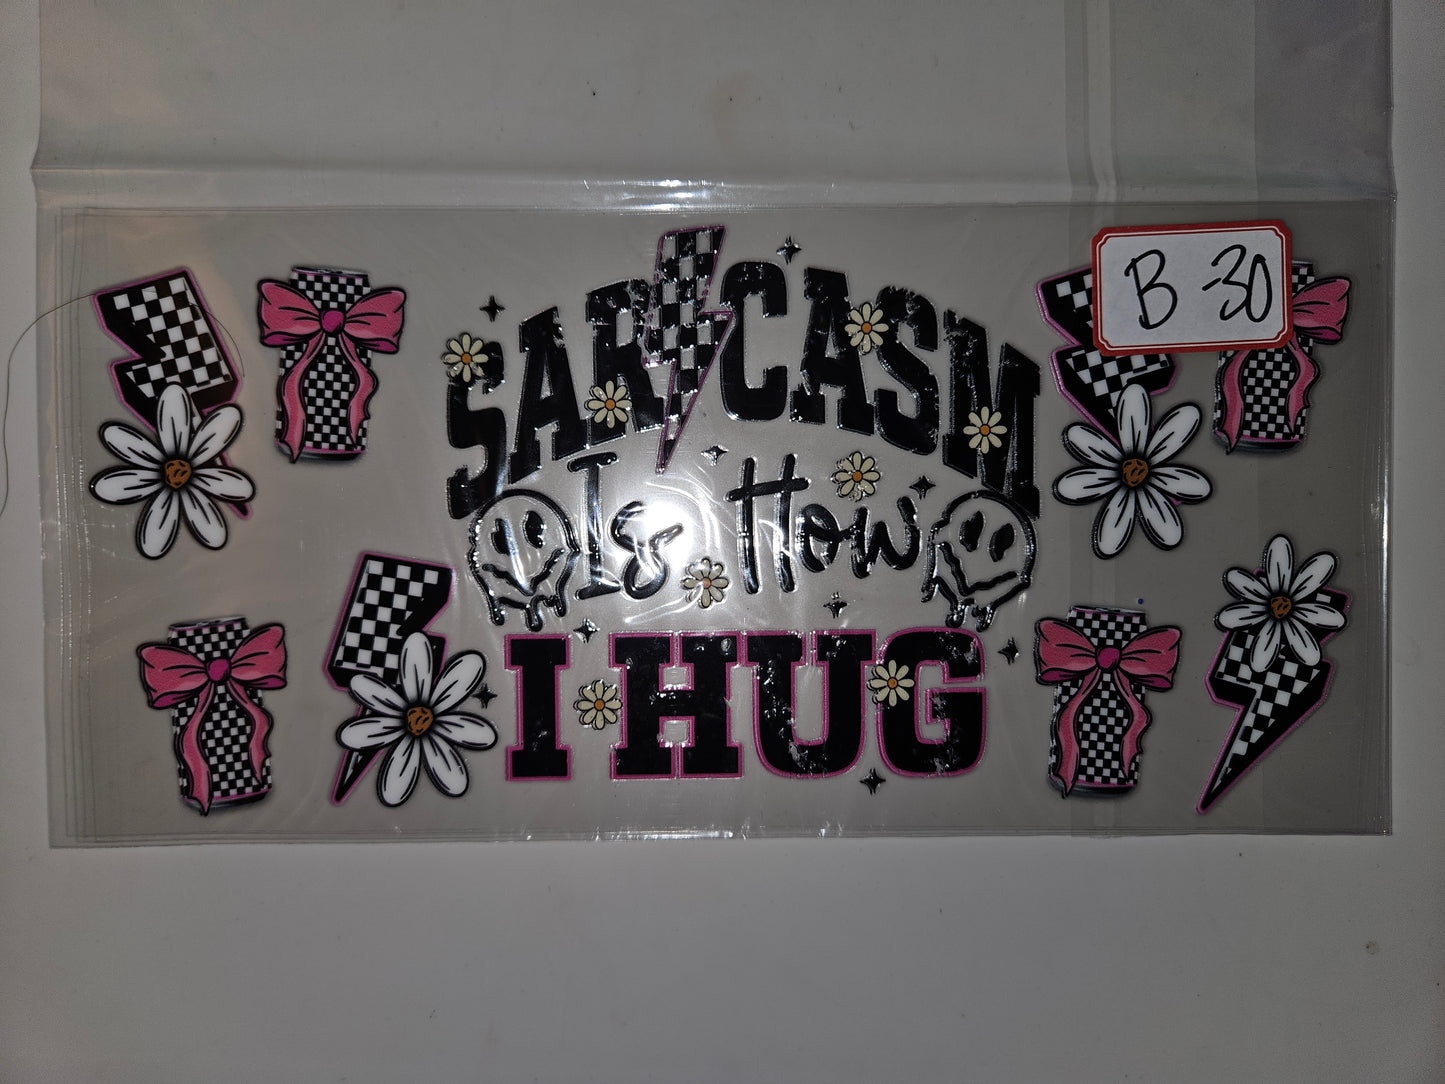 SARCASM
Is How
I HUG
B-30